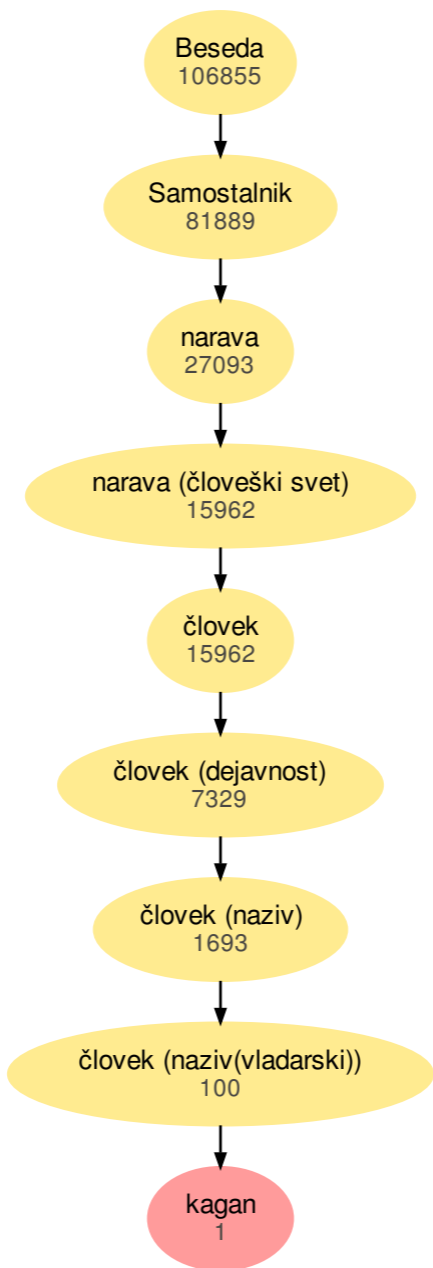 Beseda
106855
Samostalnik
81889
narava
27093
narava (človeški svet)
15962
človek
15962
človek (dejavnost)
7329
človek (naziv)
1693
človek (naziv(vladarski))
100
kagan
1